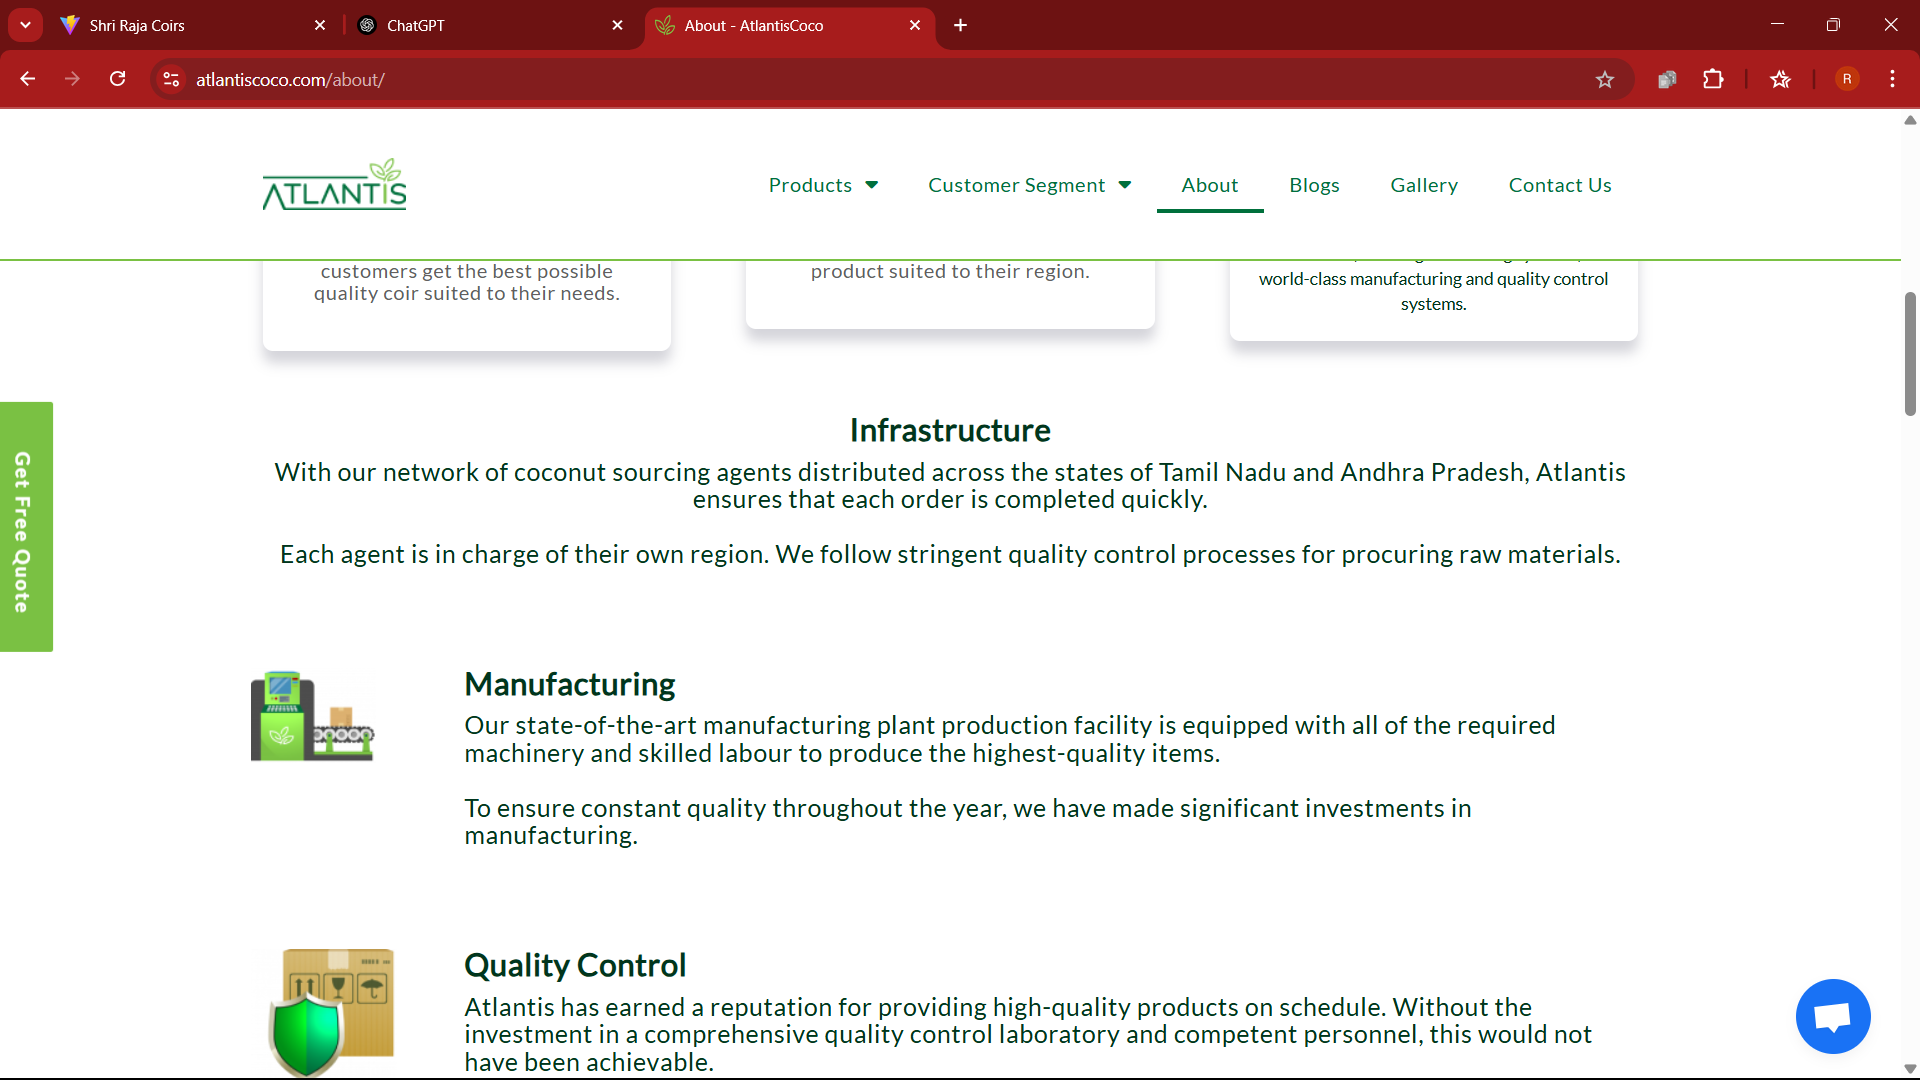 Shri Raja Coirs
ChatGPT
About - AtlantisCoco
atlantiscoco.com/about/
R
ATLANTIS
Products
Customer Segment
About
Blogs
Gallery
Contact Us
customers get the best possible
quality coir suited to their needs.
product suited to their region.
world-class manufacturing and quality control
systems.
Get Free Quote
Infrastructure
With our network of coconut sourcing agents distributed across the states of Tamil Nadu and Andhra Pradesh, Atlantis
ensures that each order is completed quickly.
Each agent is in charge of their own region. We follow stringent quality control processes for procuring raw materials.
Manufacturing
Our state-of-the-art manufacturing plant production facility is equipped with all of the required
machinery and skilled labour to produce the highest-quality items.
To ensure constant quality throughout the year, we have made significant investments in
manufacturing.
Quality Control
Atlantis has earned a reputation for providing high-quality products on schedule. Without the
investment in a comprehensive quality control laboratory and competent personnel, this would not
have been achievable.